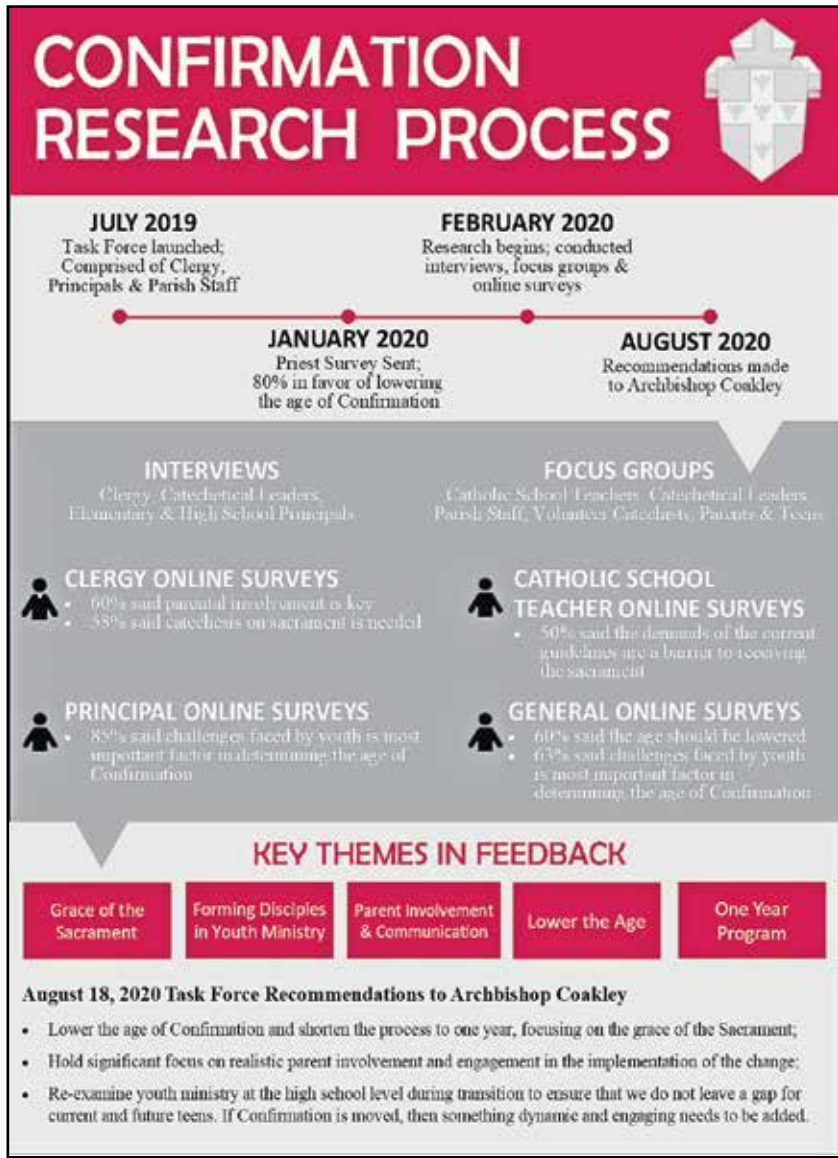 CONFIRMATION
RESEARCH PROCESS
JULY 2019
Task Force launched;
Comprised of Clergy,
Principals & Parish Staff
FEBRUARY 2020
Research begins; conducted
interviews, focus groups &
online surveys
JANUARY 2020
Priest Survey Sent;
80% in favor of lowering
the age of Confirmation
AUGUST 2020
Recommendations made
to Archbishop Coakley
INTERVIEWS
Clergy, Catechetical Leaders,
Elementary & High School Principals
FOCUS GROUPS
Catholic School Teachers, Catechetical Leaders
Parish Staff, Volunteer Catechists, Parents & Teens
CLERGY ONLINE SURVEYS
• 60% said parental involvement is key
• 58% said catechesis on sacrament is needed
CATHOLIC SCHOOL
TEACHER ONLINE SURVEYS
• 50% said the demands of the current
guidelines are a barrier to receiving
the sacrament
PRINCIPAL ONLINE SURVEYS
• 85% said challenges faced by youth is most
important factor in determining the age of
Confirmation
GENERAL ONLINE SURVEYS
• 60% said the age should be lowered
• 63% said challenges faced by youth
is most important factor in
determining the age of Confirmation
KEY THEMES IN FEEDBACK
Grace of the
Sacrament
Forming Disciples
in Youth Ministry
Parent Involvement
& Communication
Lower the Age
One Year
Program
August 18, 2020 Task Force Recommendations to Archbishop Coakley
• Lower the age of Confirmation and shorten the process to one year, focusing on the grace of the Sacrament;
• Hold significant focus on realistic parent involvement and engagement in the implementation of the change;
• Re-examine youth ministry at the high school level during transition to ensure that we do not leave a gap for
current and future teens. If Confirmation is moved, then something dynamic and engaging needs to be added.